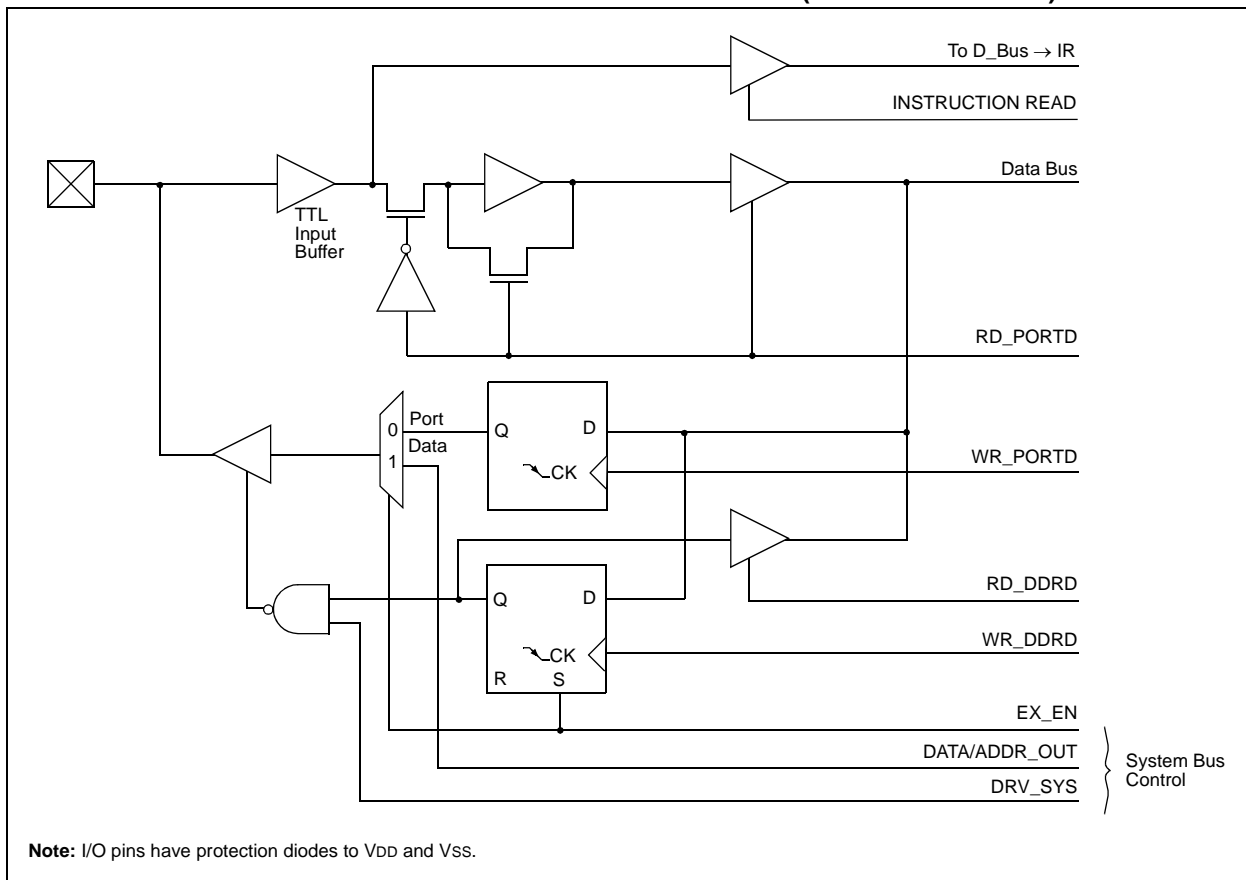 To D_Bus → IR
INSTRUCTION READ
Data Bus
TTL
Input
Buffer
RD_PORTD
0
Port
Data
1
Q
D
CK
WR_PORTD
Q
D
RD_DDRD
CK
WR_DDRD
R
S
EX_EN
DATA/ADDR_OUT
DRV_SYS
System Bus
Control
Note: I/O pins have protection diodes to VDD and VSS.